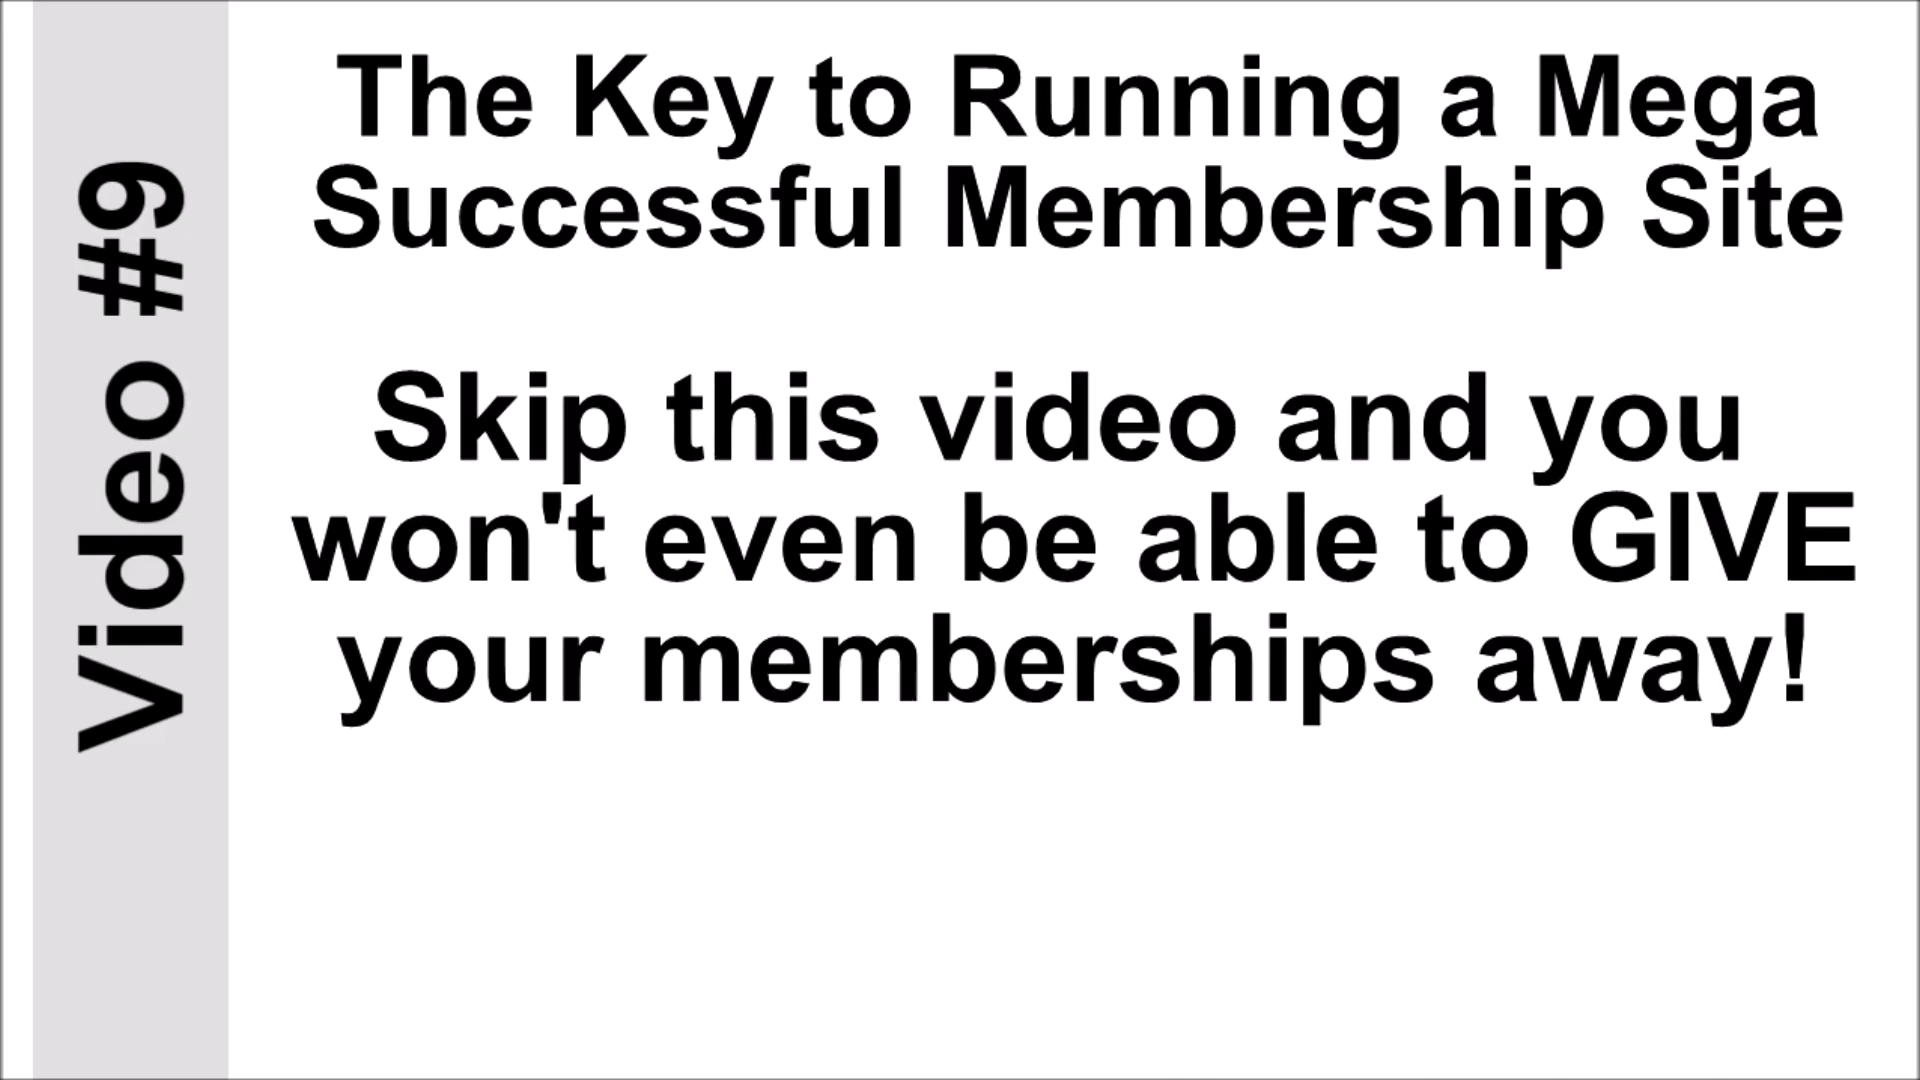 Video #9
The Key to Running a Mega
Successful Membership Site
Skip this video and you
won't even be able to GIVE
your memberships away!